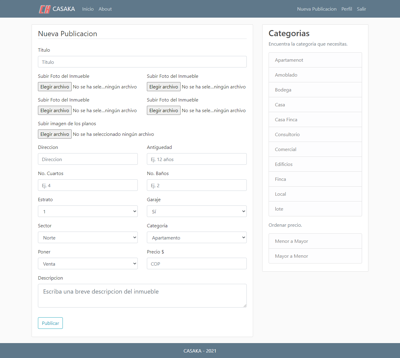 CASAKA Inicio About Nueva Publicacion Perfil Salir
Nueva Publicacion
Titulo
Titulo
Subir Foto del Inmueble Subir Foto del Inmueble
Elegir archivo No se ha sele...ningún archivo Elegir archivo No se ha sele...ningún archivo
Subir Foto del Inmueble Subir Foto del Inmueble
Elegir archivo No se ha sele...ningún archivo Elegir archivo No se ha sele...ningún archivo
Subir imagen de los planos
Elegir archivo No se ha seleccionado ningún archivo
Direccion Antiguedad
Direccion Ej. 12 años
No. Cuartos No. Baños
Ej. 4 Ej. 2
Estrato Garaje
1 Si
Sector Categoria
Norte Apartamento
Poner Precio $
Venta COP
Descripcion
Escriba una breve descripcion del inmueble
Publicar
Categorias
Encuentra la categoria que necesitas.
Apartamenot
Amoblado
Bodega
Casa
Casa Finca
Consultorio
Comercial
Edificios
Finca
Local
lote
Ordenar precio.
Menor a Mayor
Mayor a Menor
CASAKA - 2021